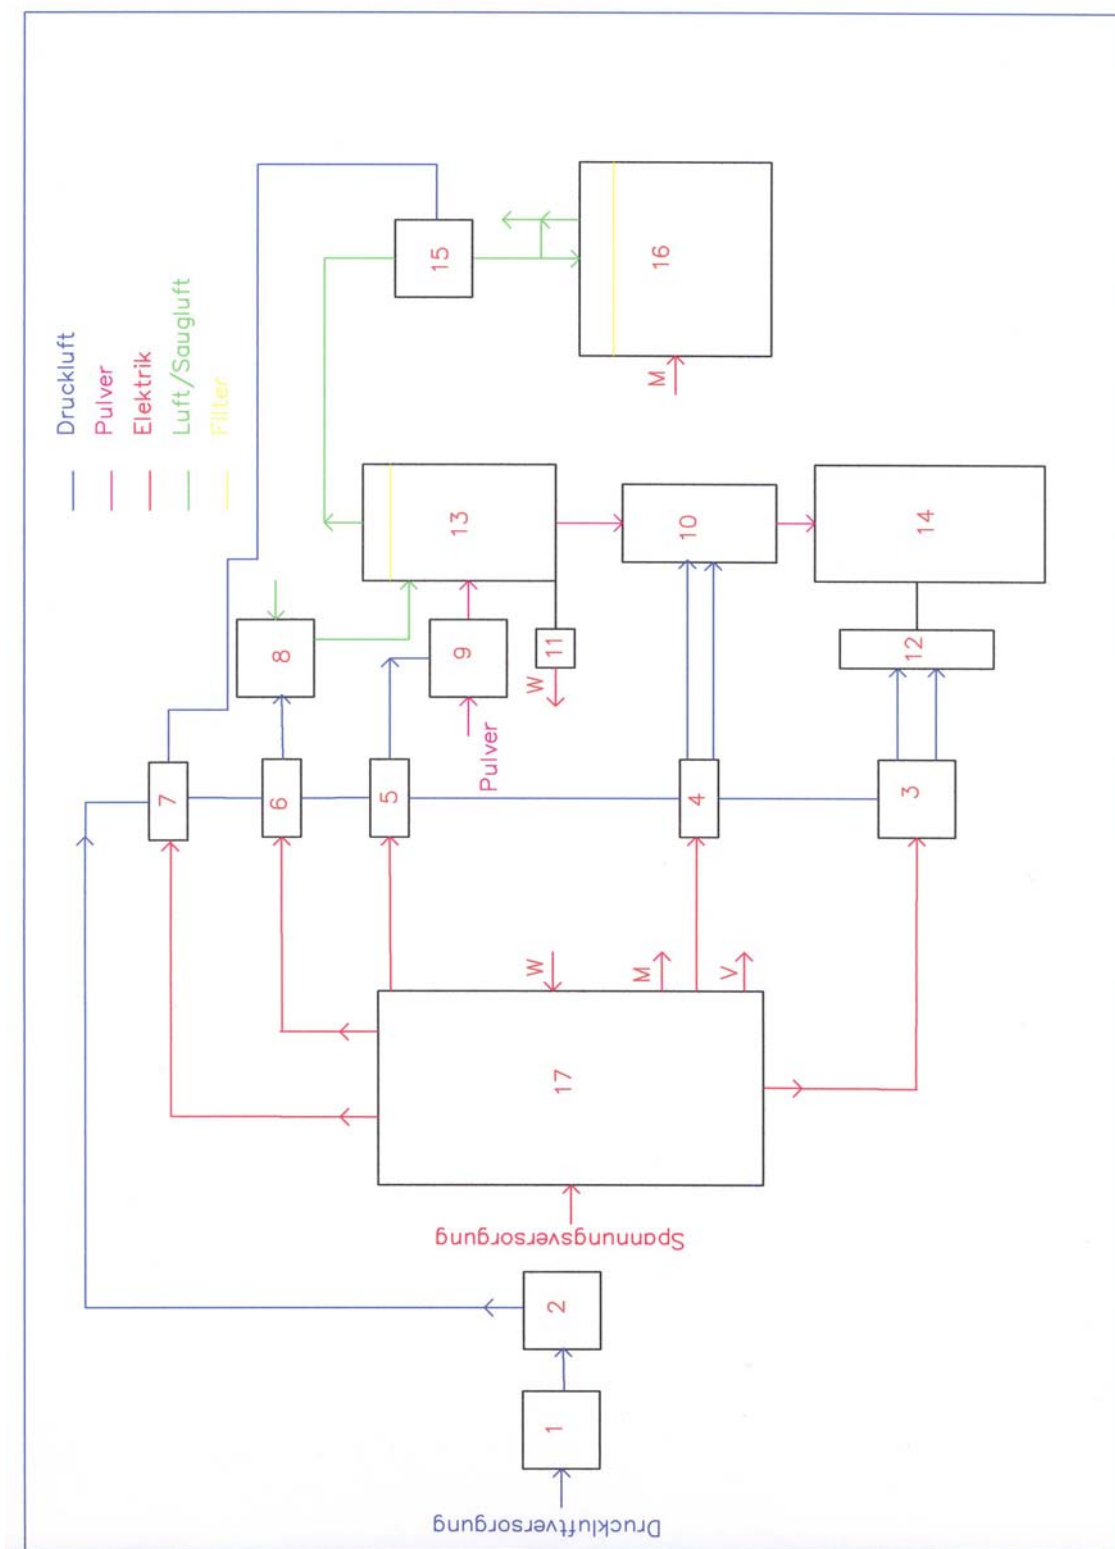 Druckluft
Pulver
Elektrik
Luft/Saugluft
Filter
7
6
8
5
15
9
13
Pulver
Druckluftversorgung
1
2
Spannungsversorgung
17
W
W
11
M
M
16
4
10
V
3
12
14